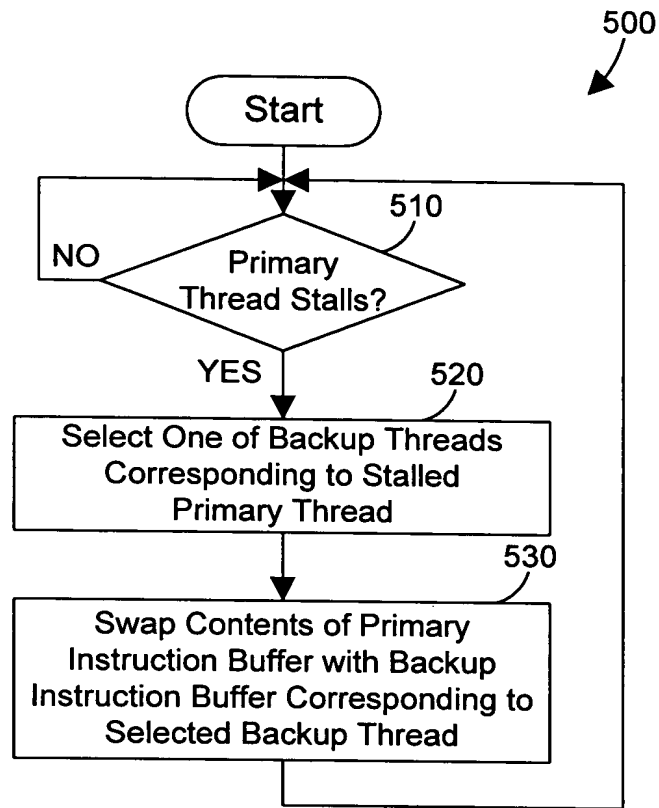 500
Start
510
NO
Primary
Thread Stalls?
YES
520
Select One of Backup Threads
Corresponding to Stalled
Primary Thread
530
Swap Contents of Primary
Instruction Buffer with Backup
Instruction Buffer Corresponding to
Selected Backup Thread